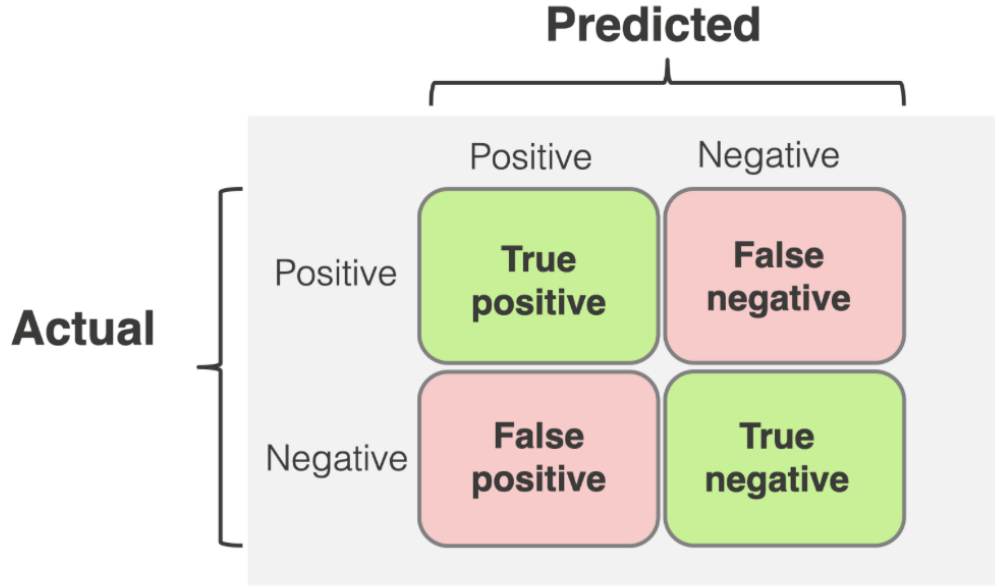 Predicted
Positive Negative
Positive
True
positive
False
negative
Actual
Negative
False
positive
True
negative